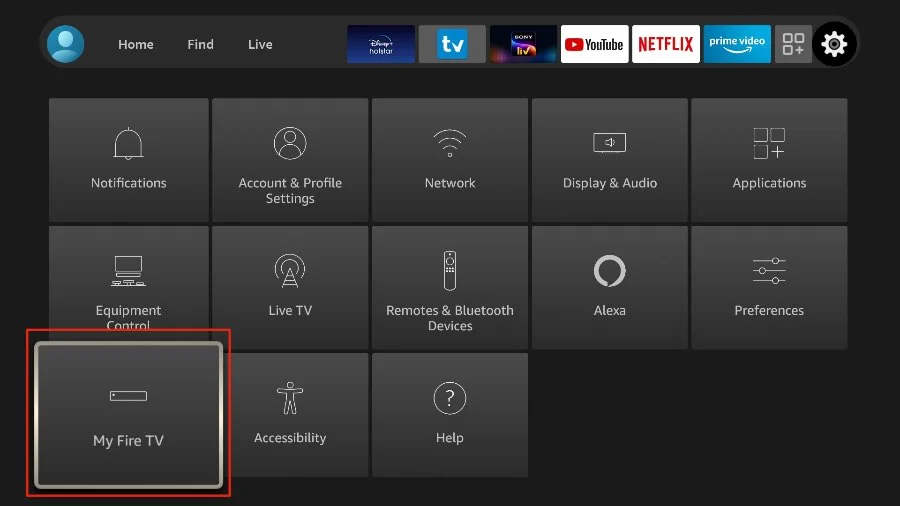 Home Find Live Disney+ hotstar tv SONY liv YouTube NETFLIX prime video
Notifications
Account & Profile
Settings
Network
Display & Audio
Applications
Equipment
Control
Live TV
Remotes & Bluetooth
Devices
Alexa
Preferences
My Fire TV
Accessibility
?
Help